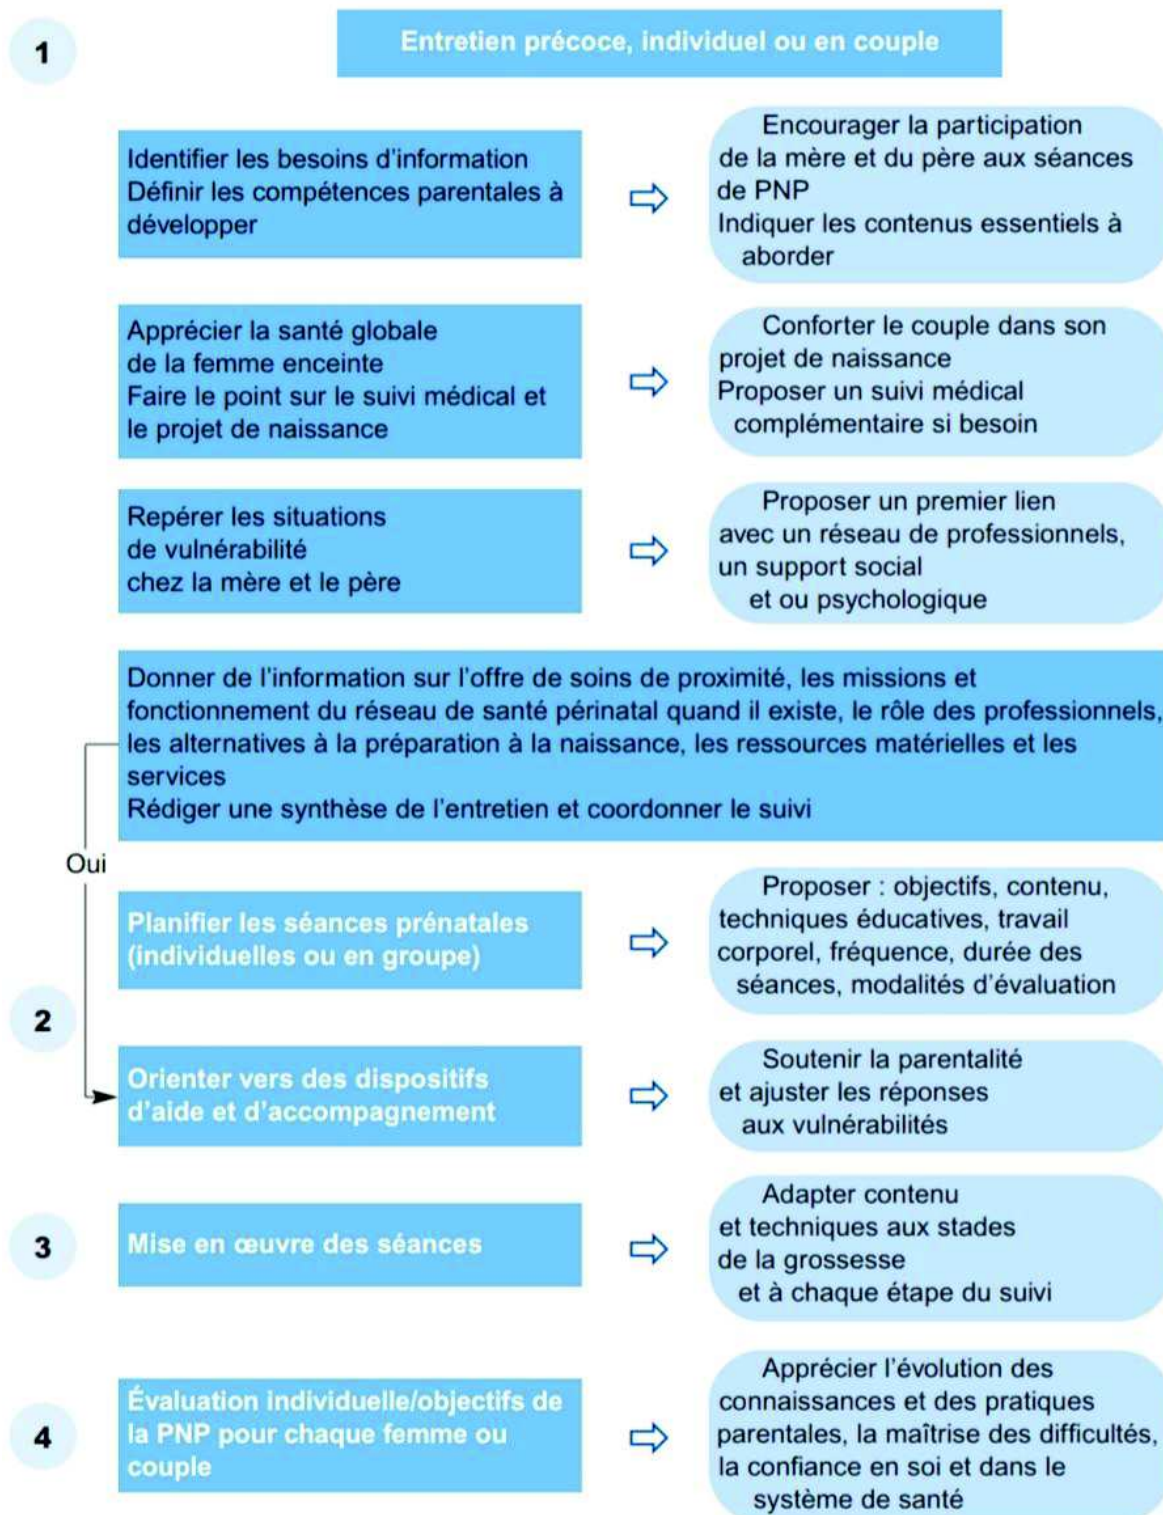 1
Entretien précoce, individuel ou en couple
Identifier les besoins d'information
Définir les compétences parentales à
développer
Encourager la participation
de la mère et du père aux séances
de PNP
Indiquer les contenus essentiels à
aborder
Apprécier la santé globale
de la femme enceinte
Faire le point sur le suivi médical et
le projet de naissance
Conforter le couple dans son
projet de naissance
Proposer un suivi médical
complémentaire si besoin
Repérer les situations
de vulnérabilité
chez la mère et le père
Proposer un premier lien
avec un réseau de professionnels,
un support social
et ou psychologique
Donner de l'information sur l'offre de soins de proximité, les missions et
fonctionnement du réseau de santé périnatal quand il existe, le rôle des professionnels,
les alternatives à la préparation à la naissance, les ressources matérielles et les
services
Rédiger une synthèse de l'entretien et coordonner le suivi
Oui
2
Planifier les séances prénatales
(individuelles ou en groupe)
Proposer : objectifs, contenu,
techniques éducatives, travail
corporel, fréquence, durée des
séances, modalités d'évaluation
Orienter vers des dispositifs
d'aide et d'accompagnement
Soutenir la parentalité
et ajuster les réponses
aux vulnérabilités
3
Mise en œuvre des séances
Adapter contenu
et techniques aux stades
de la grossesse
et à chaque étape du suivi
4
Évaluation individuelle/objectifs de
la PNP pour chaque femme ou
couple
Apprécier l'évolution des
connaissances et des pratiques
parentales, la maîtrise des difficultés,
la confiance en soi et dans le
système de santé